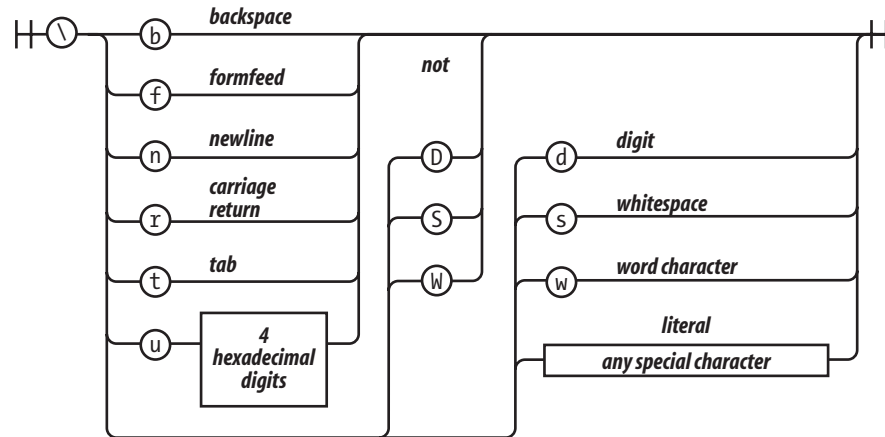 \ b backspace
not
f formfeed
n newline
D
d digit
r carriage
return
S
s whitespace
t tab
W
w word character
u 4
hexadecimal
digits
literal
any special character